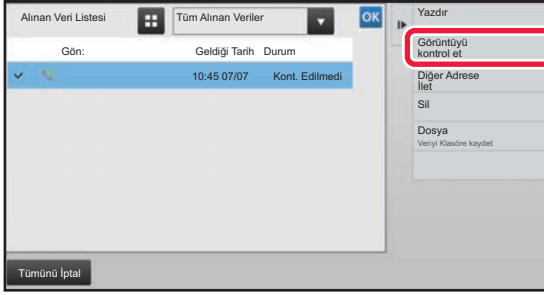 Alınan Veri Listesi
Tüm Alınan Veriler
OK
Gön:
Geldiği Tarih
Durum
10:45 07/07
Kont. Edilmedi
Tümünü İptal
Yazdır
Görüntüyü
kontrol et
Diğer Adrese
İlet
Sil
Dosya
Veriyi Klasöre kaydet